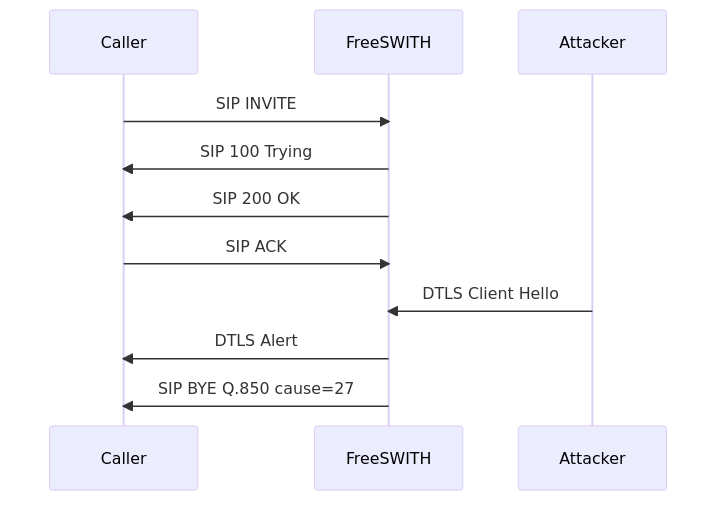 Caller
FreeSWITH
Attacker
SIP INVITE
SIP 100 Trying
SIP 200 OK
SIP ACK
DTLS Client Hello
DTLS Alert
SIP BYE Q.850 cause=27
Caller
FreeSWITH
Attacker